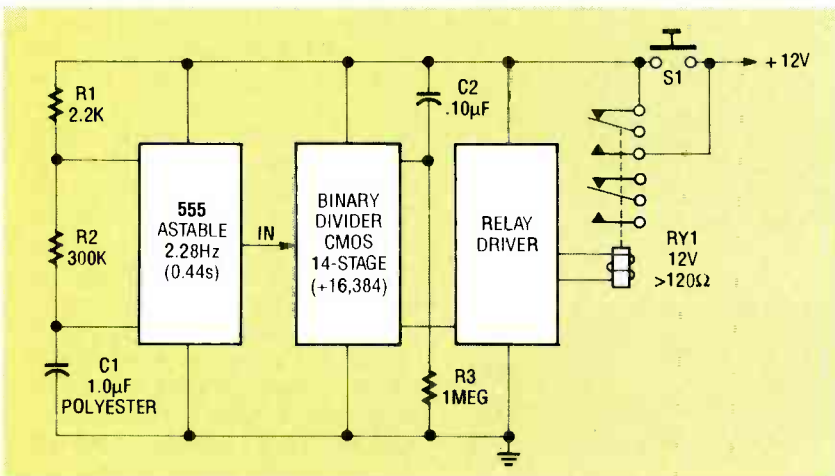 R1
2.2K
R2
300K
C1
1.0µF
POLYESTER
555
ASTABLE
2.28Hz
(0.44s)
IN
BINARY
DIVIDER
CMOS
14-STAGE
(+16,384)
C2
.10µF
R3
1MEG
RELAY
DRIVER
S1
+ 12V
RY1
12V
>120Ω